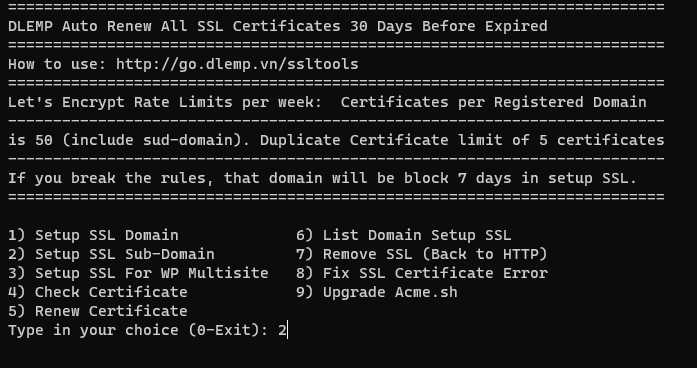 =========================================================================
DLEMP Auto Renew All SSL Certificates 30 Days Before Expired
=========================================================================
How to use: http://go.dlemp.vn/ssltools
=========================================================================
Let's Encrypt Rate Limits per week:  Certificates per Registered Domain
-------------------------------------------------------------------------
is 50 (include sud-domain). Duplicate Certificate limit of 5 certificates
-------------------------------------------------------------------------
If you break the rules, that domain will be block 7 days in setup SSL.
=========================================================================
1) Setup SSL Domain             6) List Domain Setup SSL
2) Setup SSL Sub-Domain         7) Remove SSL (Back to HTTP)
3) Setup SSL For WP Multisite   8) Fix SSL Certificate Error
4) Check Certificate            9) Upgrade Acme.sh
5) Renew Certificate
Type in your choice (0-Exit): 2